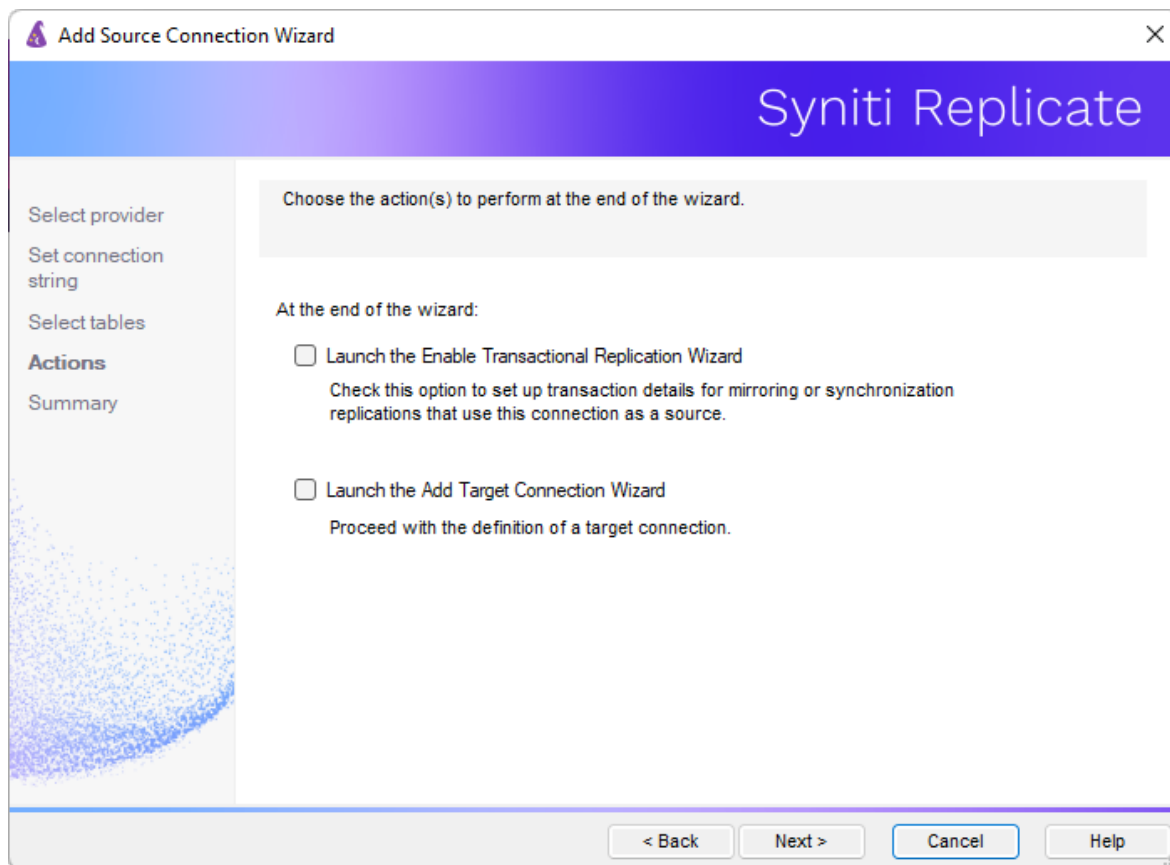 Add Source Connection Wizard
Syniti Replicate
Select provider
Set connection
string
Select tables
Actions
Summary
Choose the action(s) to perform at the end of the wizard.
At the end of the wizard:
Launch the Enable Transactional Replication Wizard
Check this option to set up transaction details for mirroring or synchronization
replications that use this connection as a source.
Launch the Add Target Connection Wizard
Proceed with the definition of a target connection.
< Back
Next >
Cancel
Help